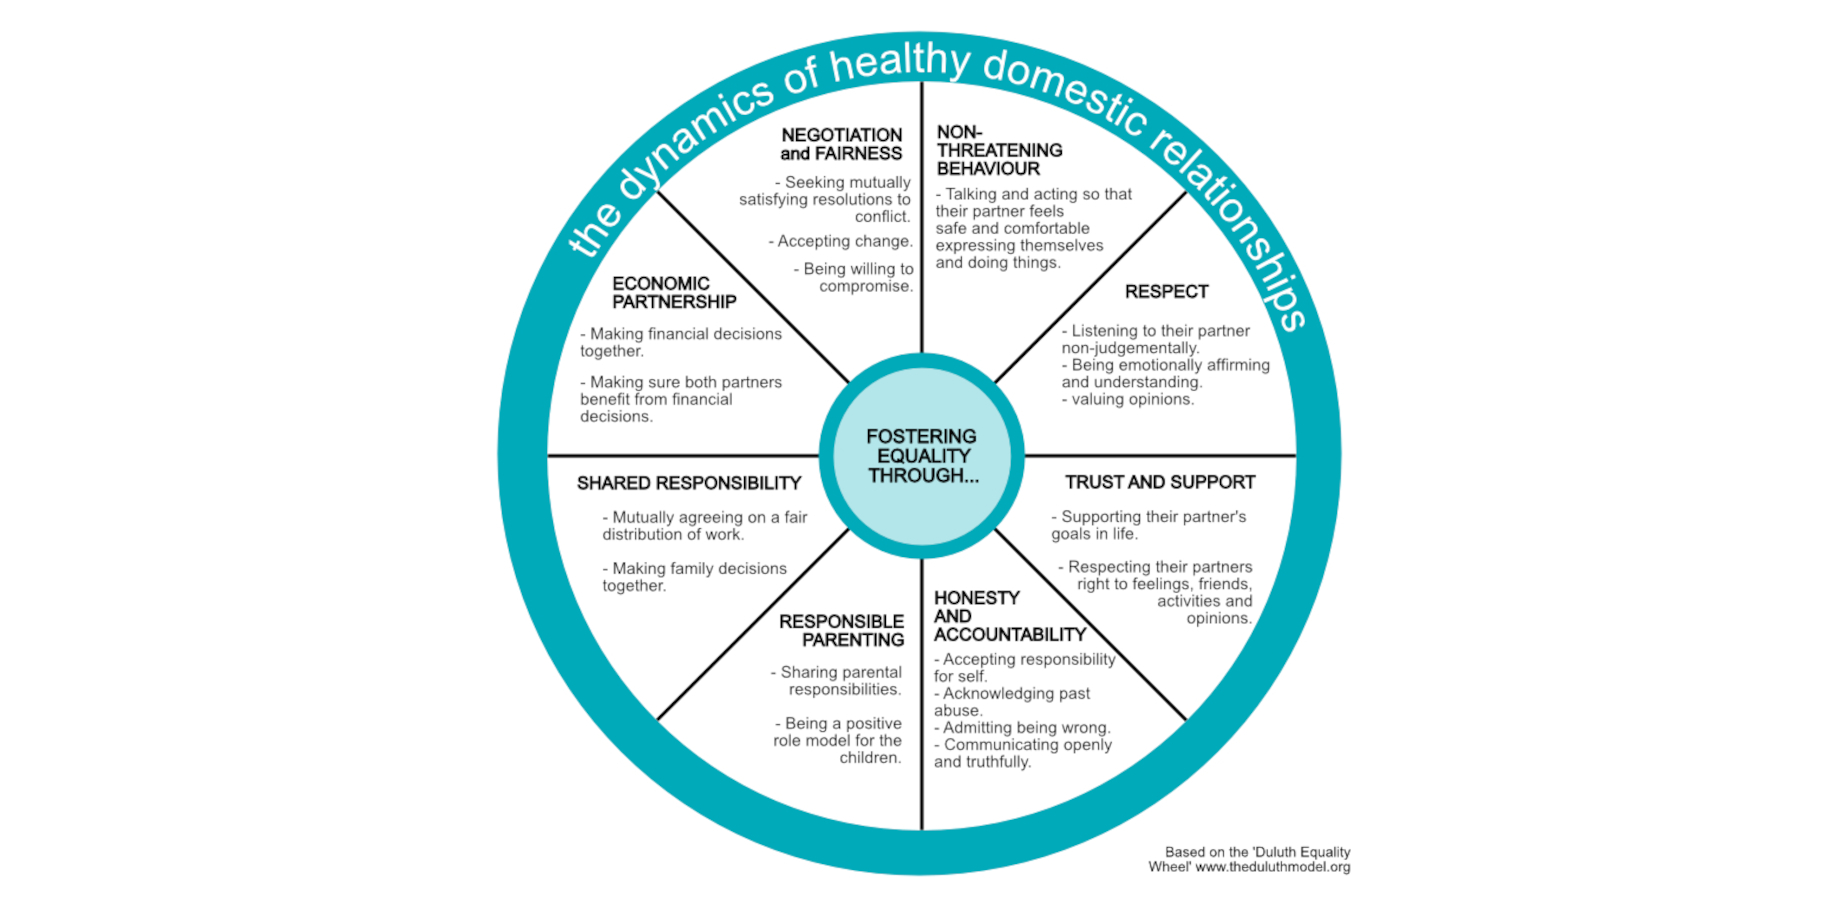 the dynamics of healthy domestic relationships
NEGOTIATION
and FAIRNESS
- Seeking mutually
satisfying resolutions to
conflict.
- Accepting change.
- Being willing to
compromise.
NON-
THREATENING
BEHAVIOUR
- Talking and acting so that
their partner feels
safe and comfortable
expressing themselves
and doing things.
RESPECT
- Listening to their partner
non-judgementally.
- Being emotionally affirming
and understanding.
- valuing opinions.
TRUST AND SUPPORT
- Supporting their partner's
goals in life.
- Respecting their partners
right to feelings, friends,
activities and
opinions.
HONESTY
AND
ACCOUNTABILITY
- Accepting responsibility
for self.
- Acknowledging past
abuse.
- Admitting being wrong.
- Communicating openly
and truthfully.
RESPONSIBLE
PARENTING
- Sharing parental
responsibilities.
- Being a positive
role model for the
children.
SHARED RESPONSIBILITY
- Mutually agreeing on a fair
distribution of work.
- Making family decisions
together.
ECONOMIC
PARTNERSHIP
- Making financial decisions
together.
- Making sure both partners
benefit from financial
decisions.
FOSTERING
EQUALITY
THROUGH...
Based on the 'Duluth Equality
Wheel' www.theduluthmodel.org